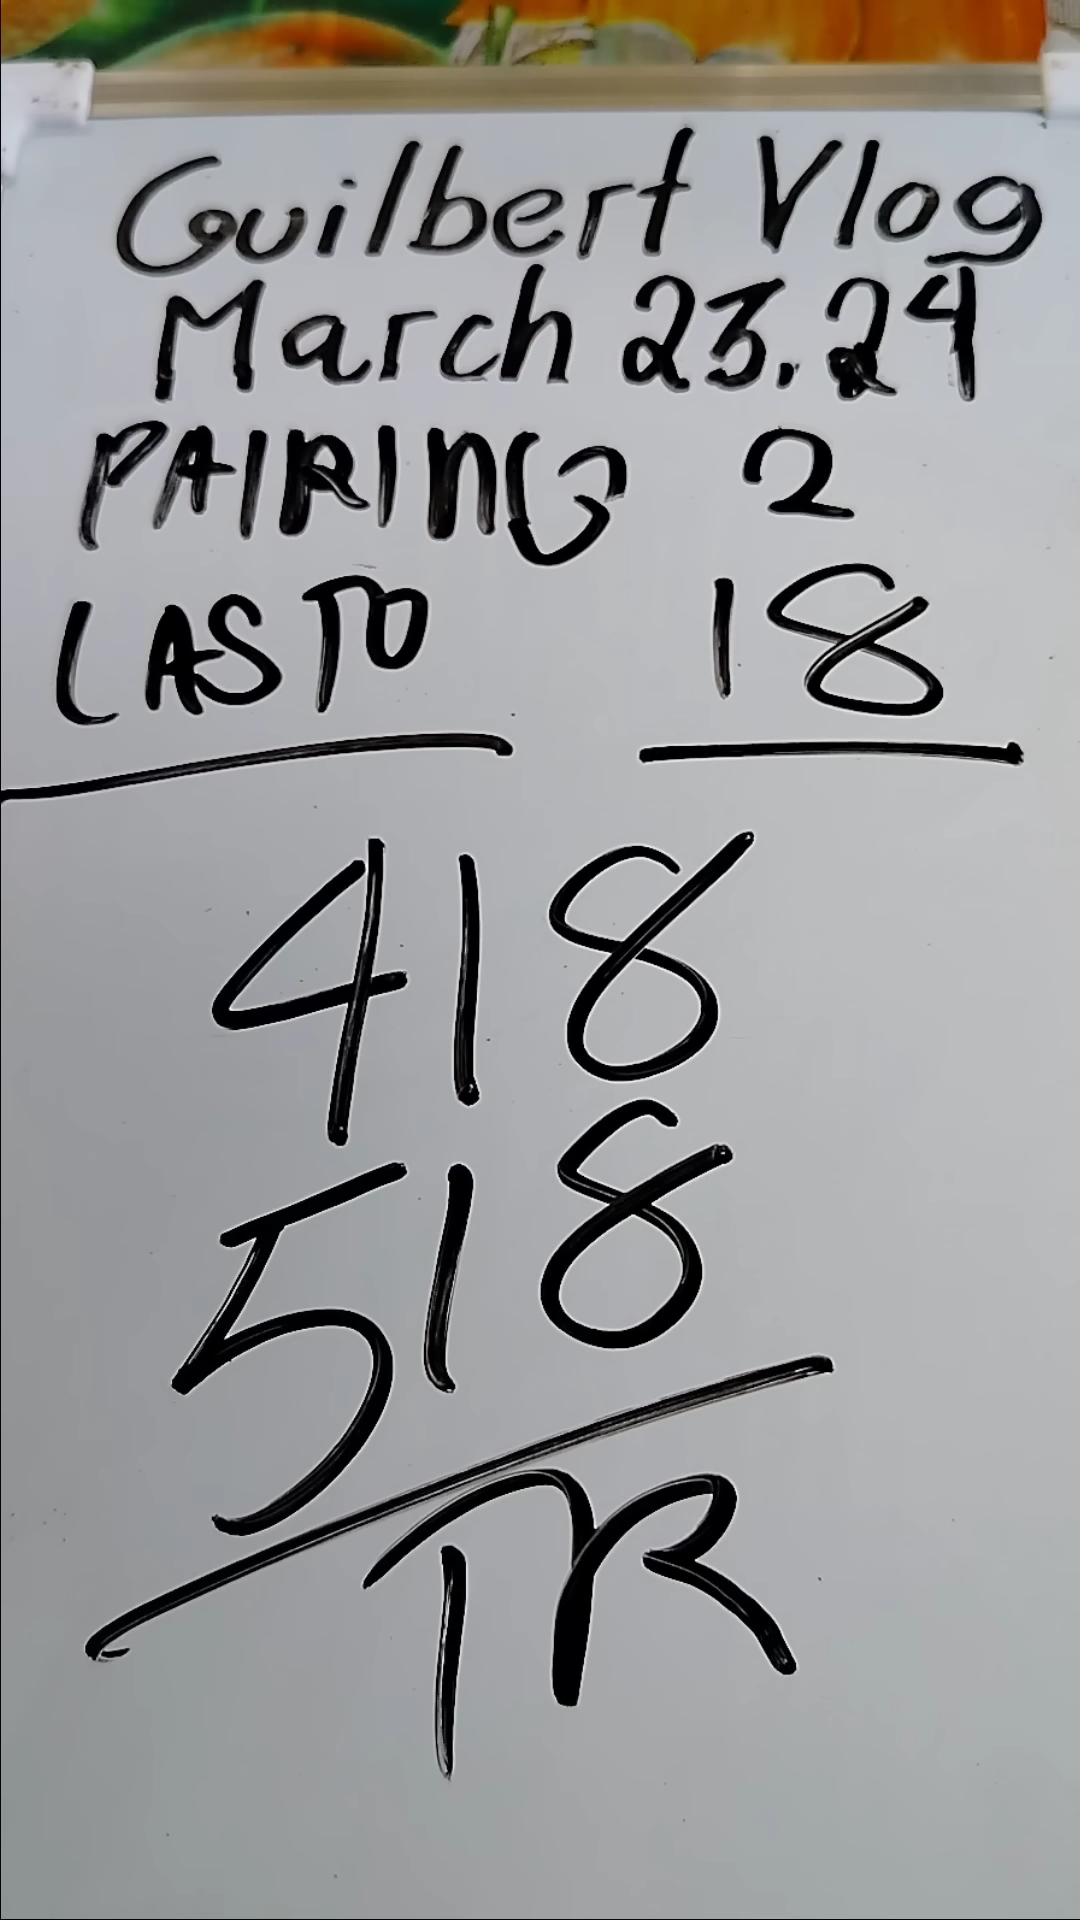 Guilbert Vlog
March 23.24
PAIRING 2
LASTO 18
418
518
TR